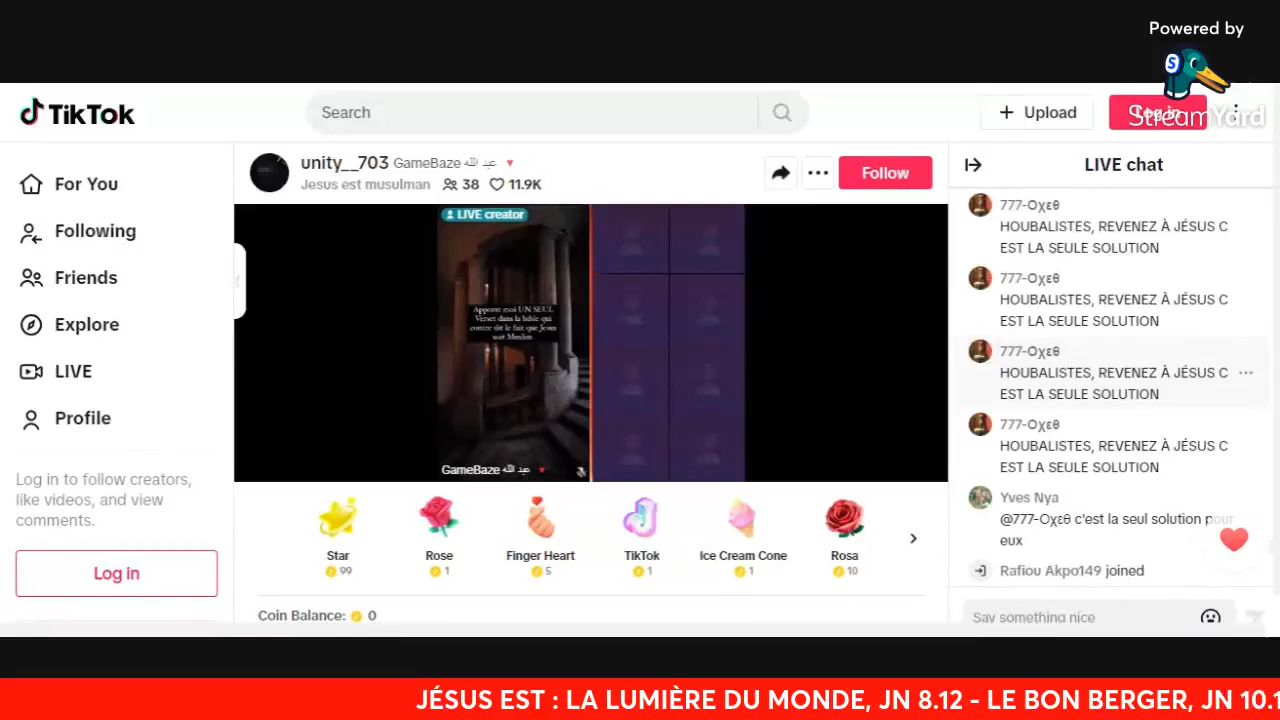 Powered by
StreamYard
TikTok
Search
Upload
Log in
For You
Following
Friends
Explore
LIVE
Profile
Log in to follow creators,
like videos, and view
comments.
Log in
unity__703 GameBaze عبد الله
Jesus est musulman 38 11.9K
Follow
LIVE creator
Apporte moi UN SEUL
Verset dans la bible qui
contre dit le fait que Jesus
soit Muslim
GameBaze عبد الله
Star
99
Rose
1
Finger Heart
5
TikTok
1
Ice Cream Cone
1
Rosa
10
Coin Balance: 0
LIVE chat
777-Οχεθ
HOUBALISTES, REVENEZ À JÉSUS C
EST LA SEULE SOLUTION
777-Οχεθ
HOUBALISTES, REVENEZ À JÉSUS C
EST LA SEULE SOLUTION
777-Οχεθ
HOUBALISTES, REVENEZ À JÉSUS C
EST LA SEULE SOLUTION
777-Οχεθ
HOUBALISTES, REVENEZ À JÉSUS C
EST LA SEULE SOLUTION
Yves Nya
@777-Οχεθ c'est la seul solution pour
eux
Rafiou Akpo149 joined
Say something nice
JÉSUS EST : LA LUMIÈRE DU MONDE, JN 8.12 - LE BON BERGER, JN 10.1